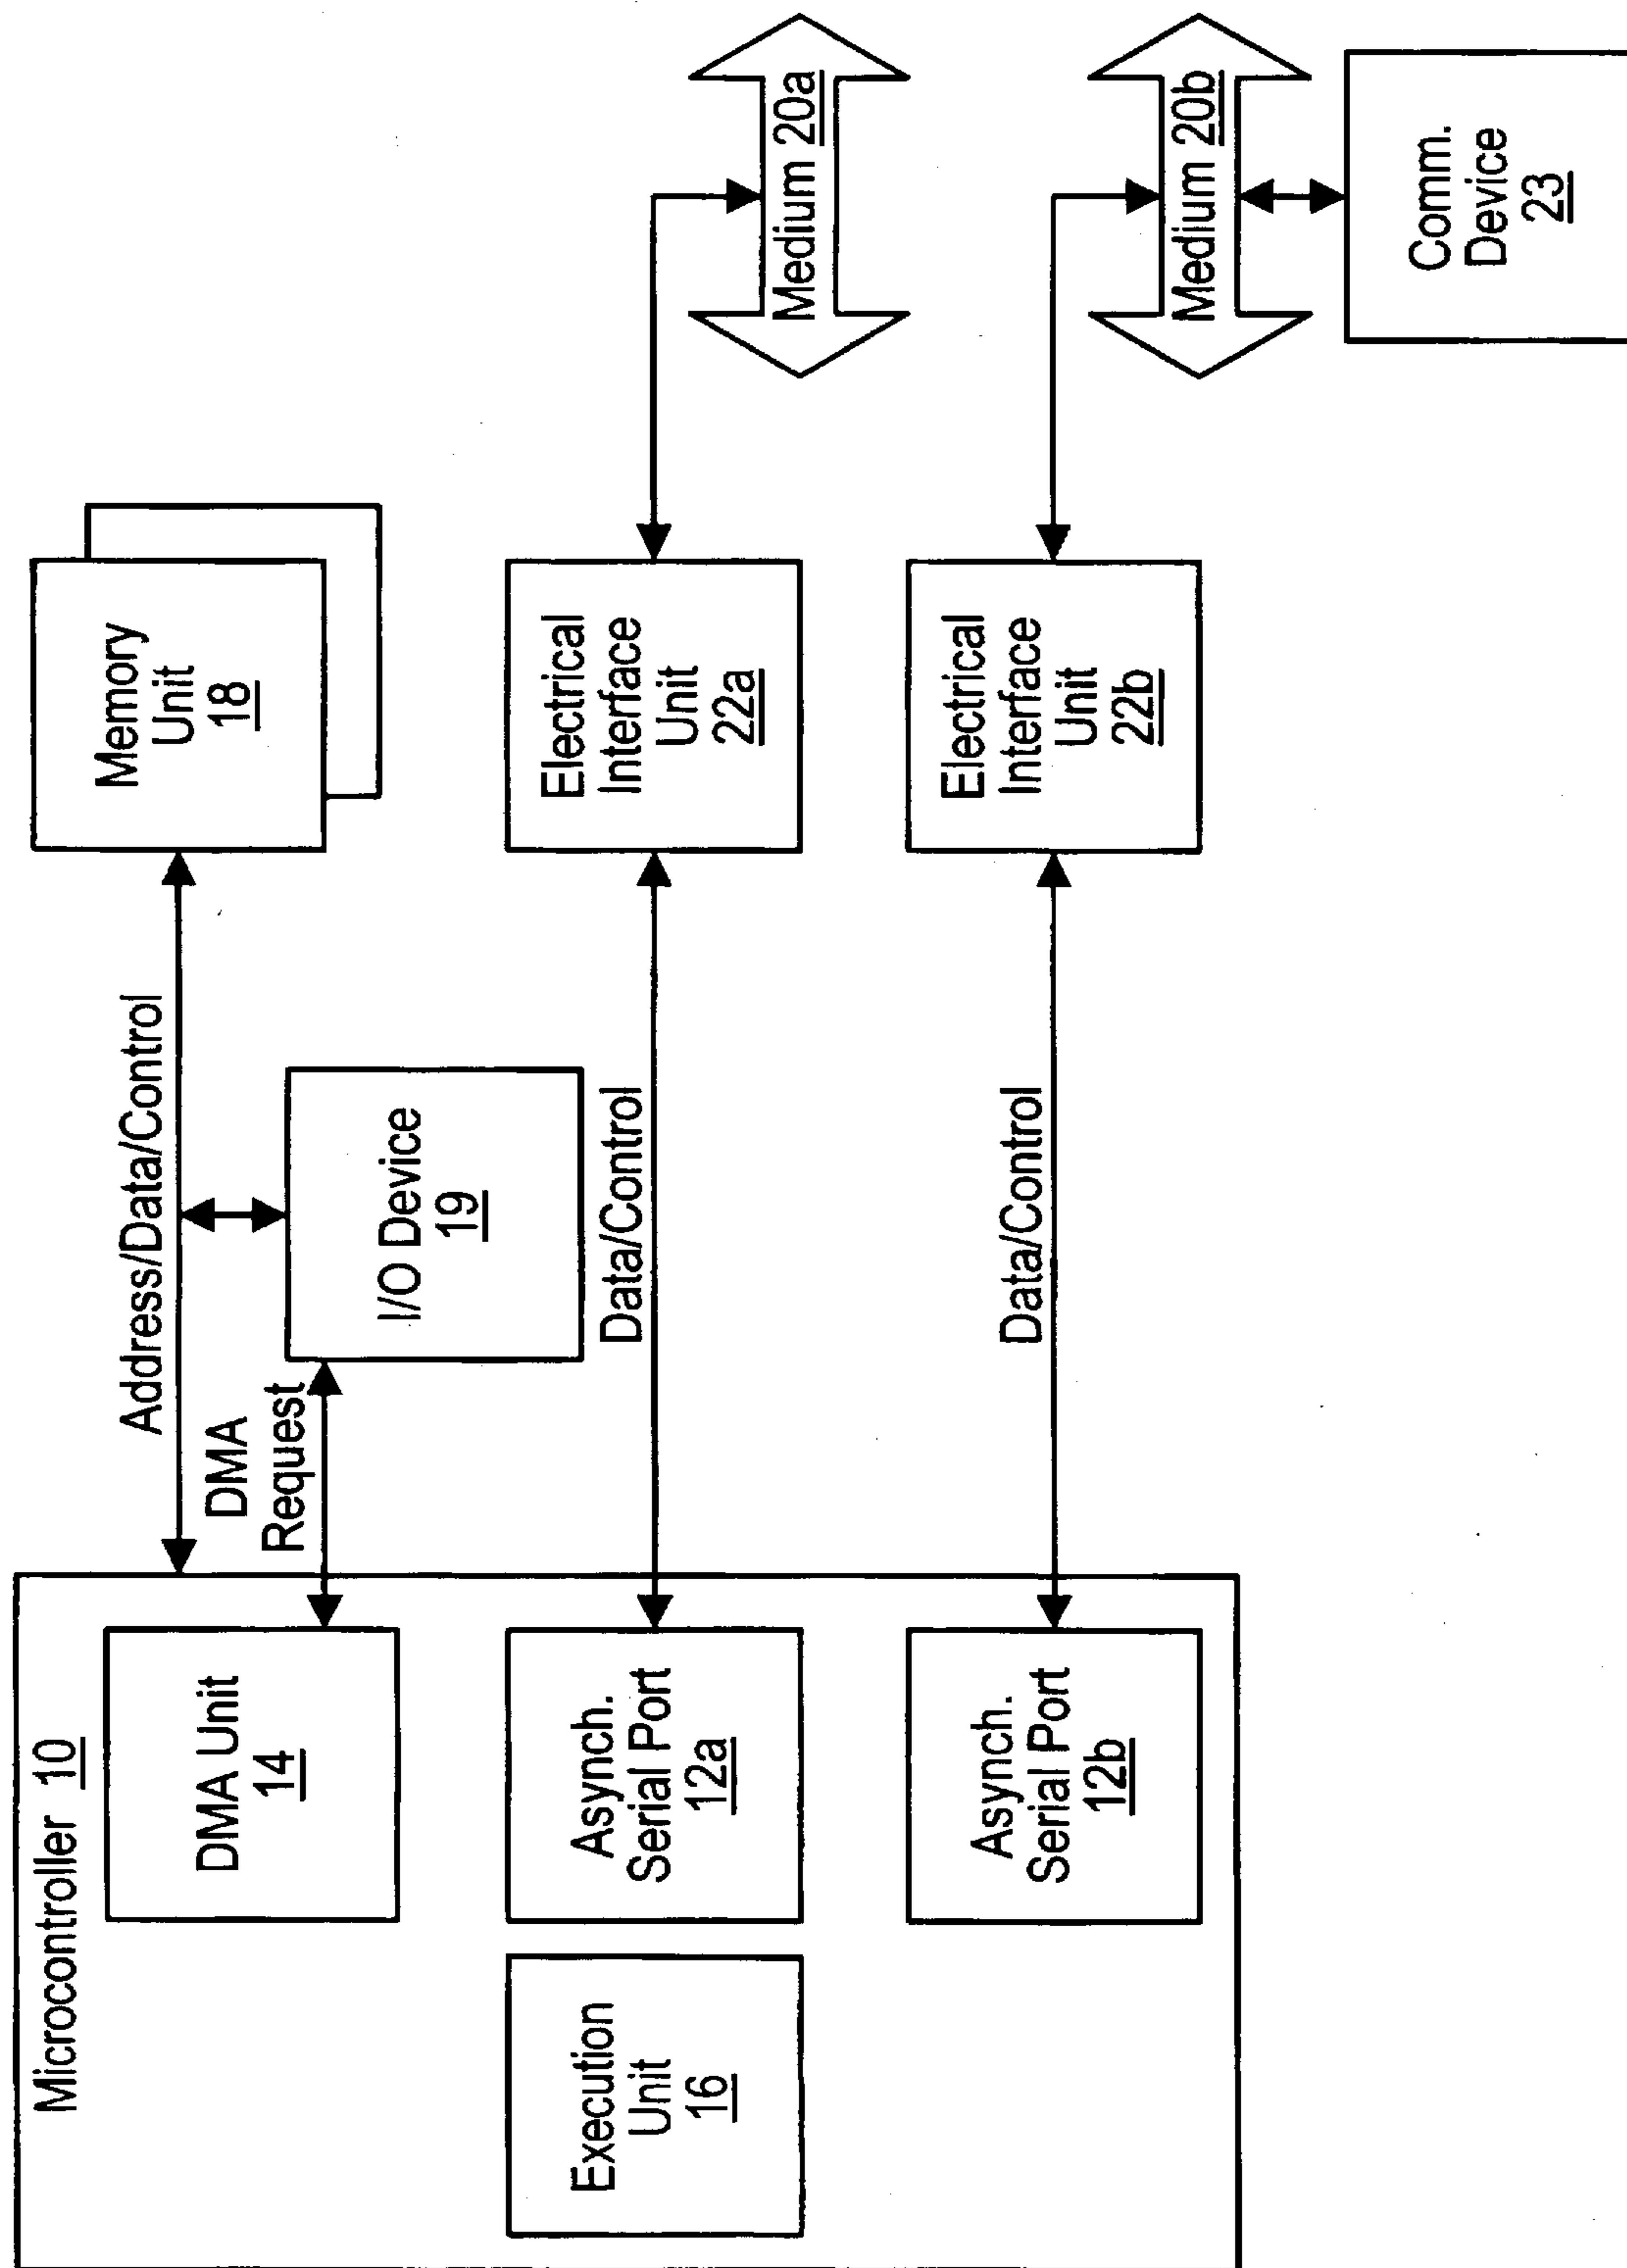 Microcontroller 10
DMA Unit
14
Execution
Unit
16
Asynch.
Serial Port
12a
Asynch.
Serial Port
12b
Address/Data/Control
DMA
Request
I/O Device
19
Data/Control
Data/Control
Memory
Unit
18
Electrical
Interface
Unit
22a
Electrical
Interface
Unit
22b
Medium 20a
Medium 20b
Comm.
Device
23